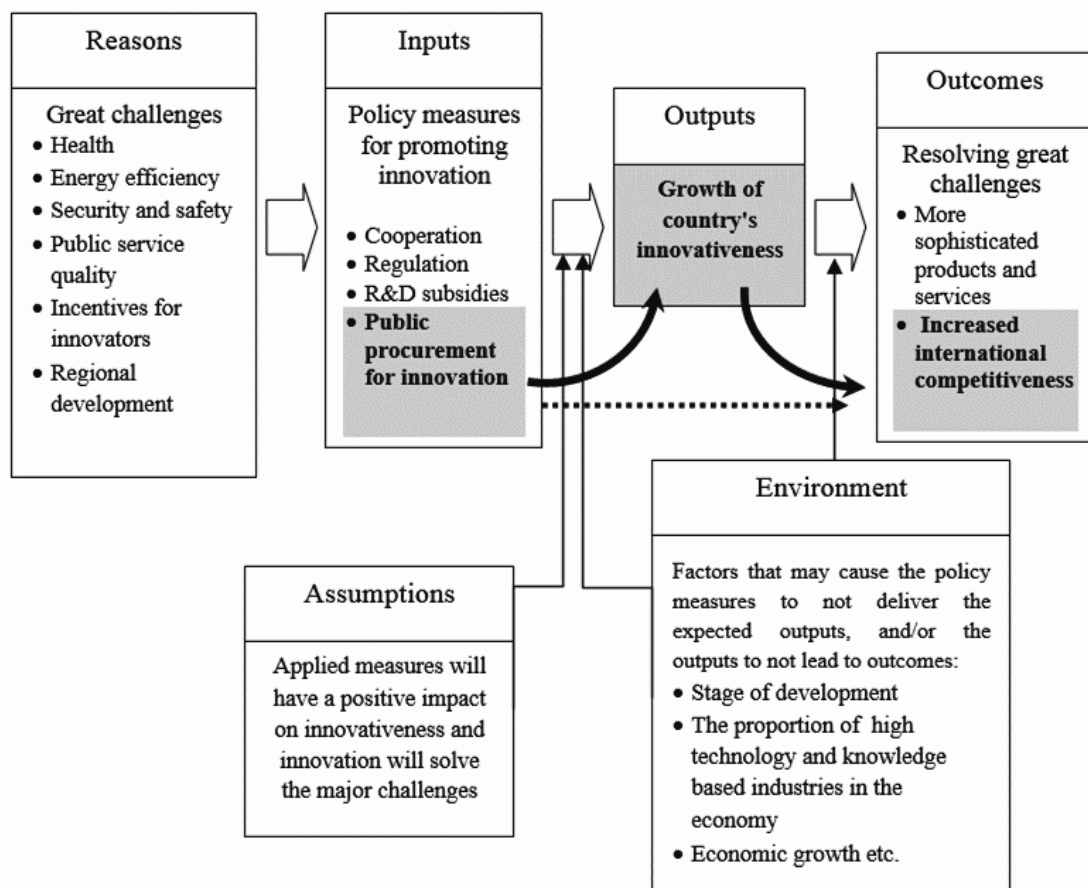 Reasons
Great challenges
• Health
• Energy efficiency
• Security and safety
• Public service
quality
• Incentives for
innovators
• Regional
development
Inputs
Policy measures
for promoting
innovation
• Cooperation
• Regulation
• R&D subsidies
• Public
procurement
for innovation
Outputs
Growth of
country's
innovativeness
Outcomes
Resolving great
challenges
• More
sophisticated
products and
services
• Increased
international
competitiveness
Assumptions
Applied measures will
have a positive impact
on innovativeness and
innovation will solve
the major challenges
Environment
Factors that may cause the policy
measures to not deliver the
expected outputs, and/or the
outputs to not lead to outcomes:
• Stage of development
• The proportion of high
technology and knowledge
based industries in the
economy
• Economic growth etc.